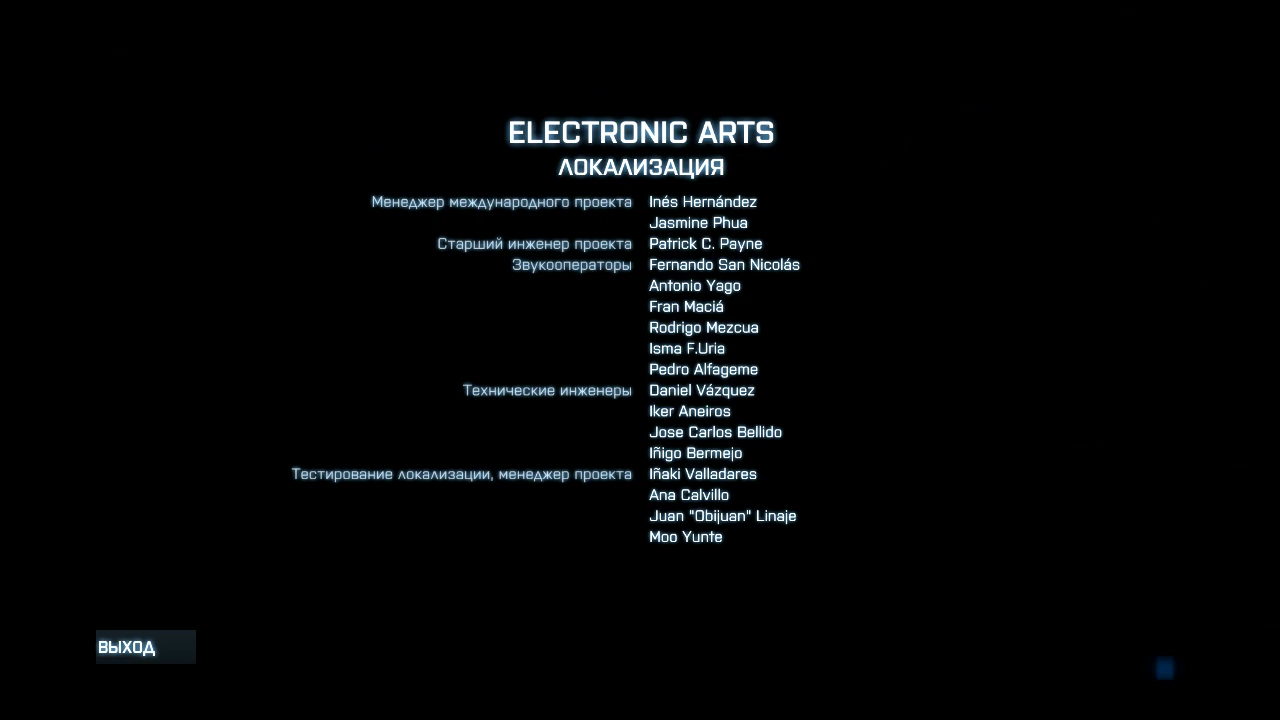 ELECTRONIC ARTS
ЛОКАЛИЗАЦИЯ
Менеджер международного проекта Inés Hernández
Jasmine Phua
Старший инженер проекта Patrick C. Payne
Звукооператоры Fernando San Nicolás
Antonio Yago
Fran Maciá
Rodrigo Mezcua
Isma F.Uria
Pedro Alfageme
Технические инженеры Daniel Vázquez
Iker Aneiros
Jose Carlos Bellido
Iñigo Bermejo
Тестирование локализации, менеджер проекта Iñaki Valladares
Ana Calvillo
Juan "Obijuan" Linaje
Moo Yunte
ВЫХОД